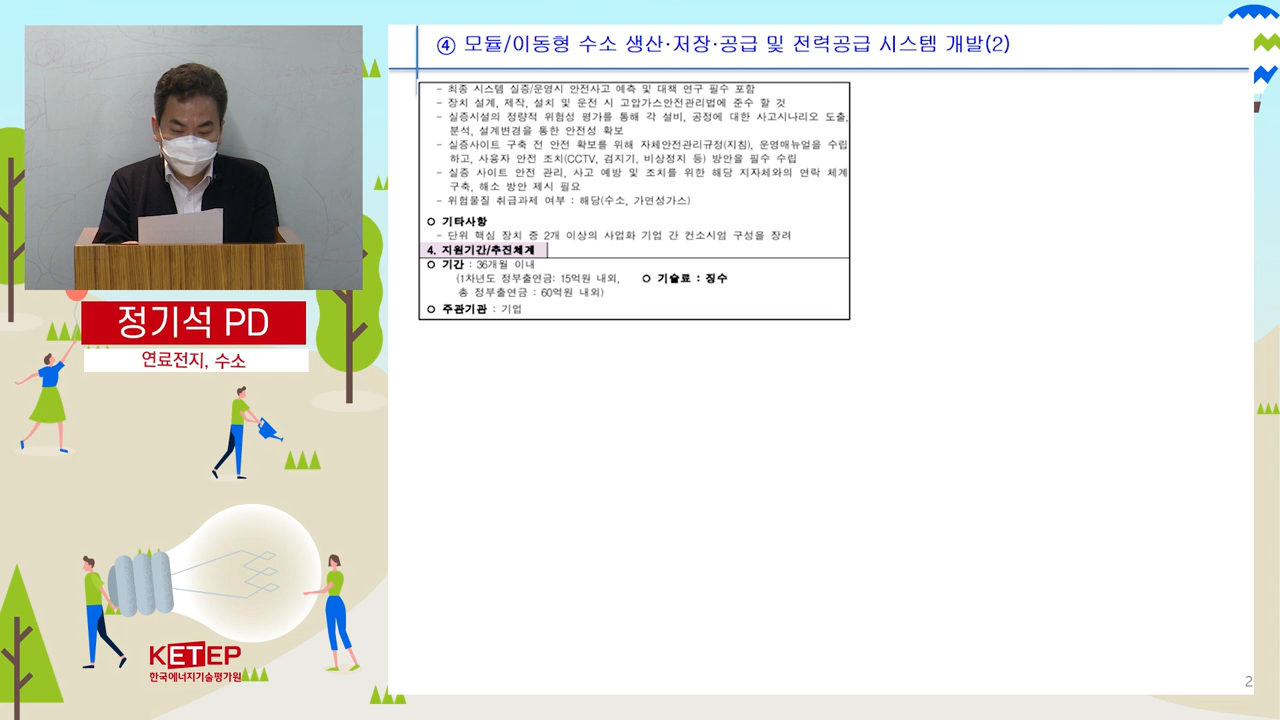 ④ 모듈/이동형 수소 생산·저장·공급 및 전력공급 시스템 개발(2)
- 최종 시스템 실증/운영시 안전사고 예측 및 대책 연구 필수 포함
- 장치 설계, 제작, 설치 및 운전 시 고압가스안전관리법에 준수 할 것
- 실증시설의 정량적 위험성 평가를 통해 각 설비, 공정에 대한 사고시나리오 도출,
분석, 설계변경을 통한 안전성 확보
- 실증사이트 구축 전 안전 확보를 위해 자체안전관리규정(지침), 운영매뉴얼을 수립
하고, 사용자 안전 조치(CCTV, 검지기, 비상정지 등) 방안을 필수 수립
- 실증 사이트 안전 관리, 사고 예방 및 조치를 위한 해당 지자체와의 연락 체계
구축, 해소 방안 제시 필요
- 위험물질 취급과제 여부 : 해당(수소, 가연성가스)
○ 기타사항
- 단위 핵심 장치 중 2개 이상의 사업화 기업 간 컨소시엄 구성을 장려
4. 지원기간/추진체계
○ 기간 : 36개월 이내
(1차년도 정부출연금: 15억원 내외, ○ 기술료 : 징수
총 정부출연금 : 60억원 내외)
○ 주관기관 : 기업
정기석 PD
연료전지, 수소
KETEP
한국에너지기술평가원
2